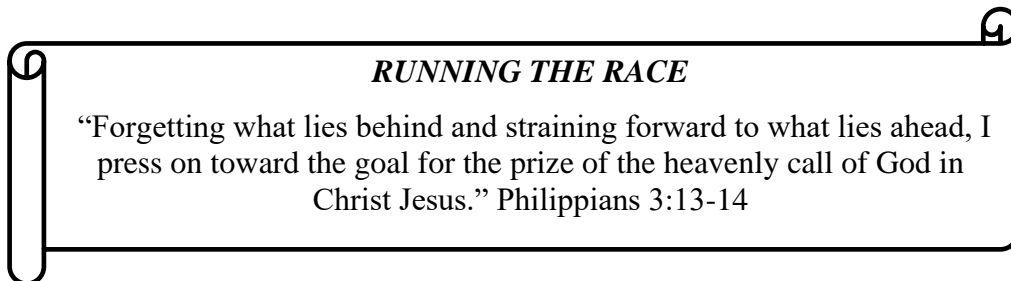 RUNNING THE RACE
“Forgetting what lies behind and straining forward to what lies ahead, I
press on toward the goal for the prize of the heavenly call of God in
Christ Jesus.” Philippians 3:13-14